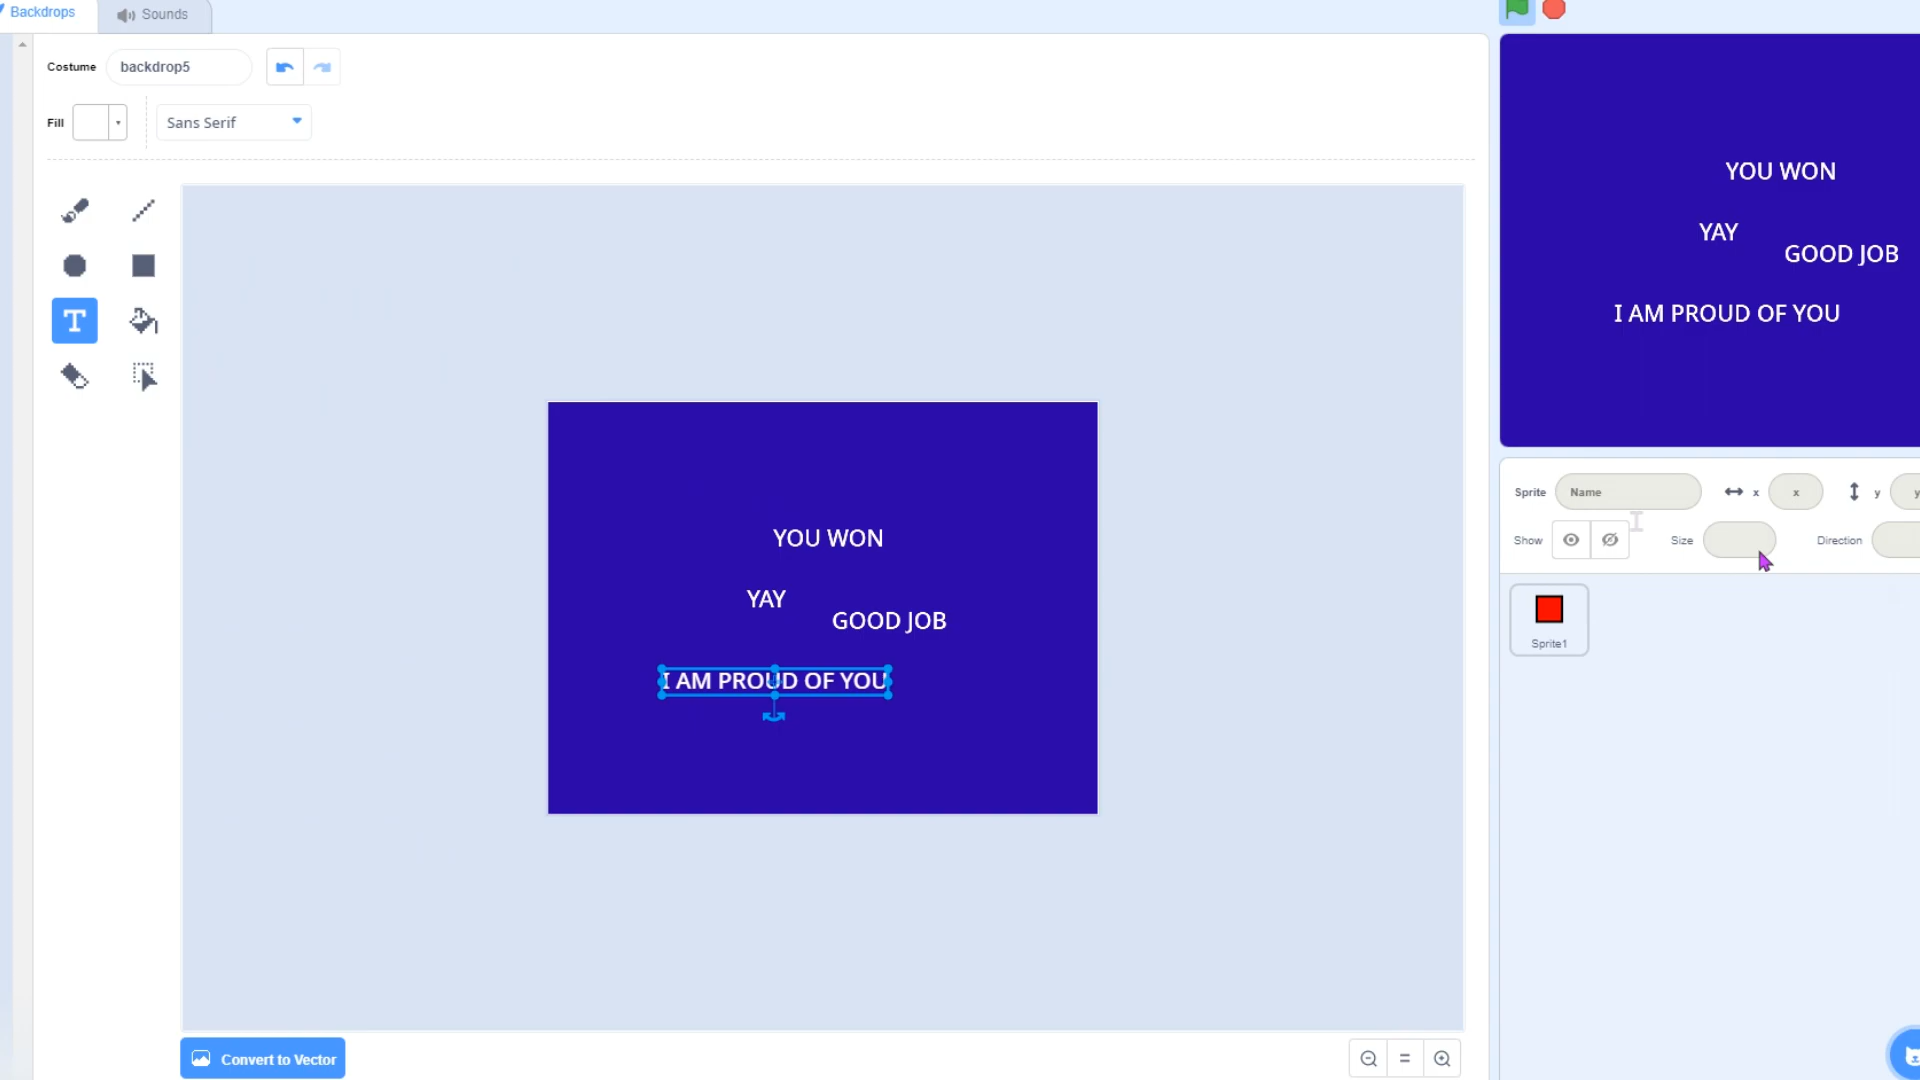 Backdrops
Sounds
Costume
backdrop5
Fill
Sans Serif
YOU WON
YAY
GOOD JOB
I AM PROUD OF YOU
Convert to Vector
YOU WON
YAY
GOOD JOB
I AM PROUD OF YOU
Sprite Name x x y y
Show Size Direction
Sprite1